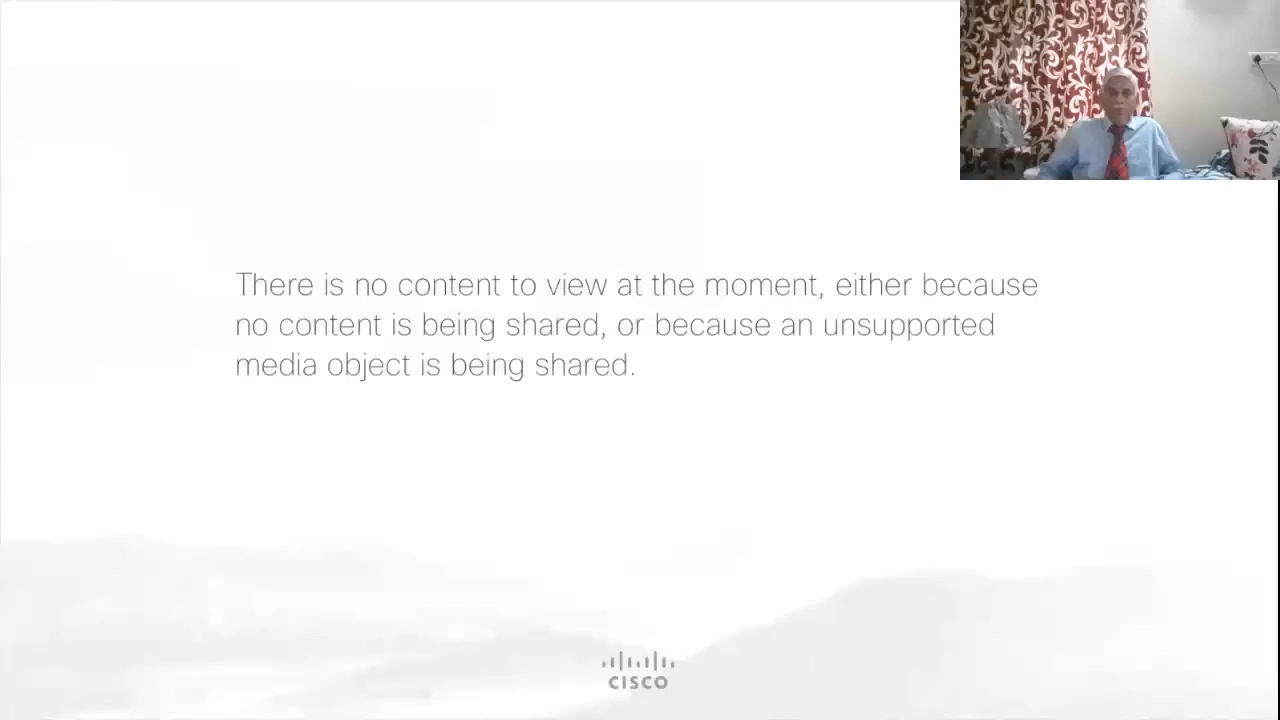 There is no content to view at the moment, either because
no content is being shared, or because an unsupported
media object is being shared.
CISCO